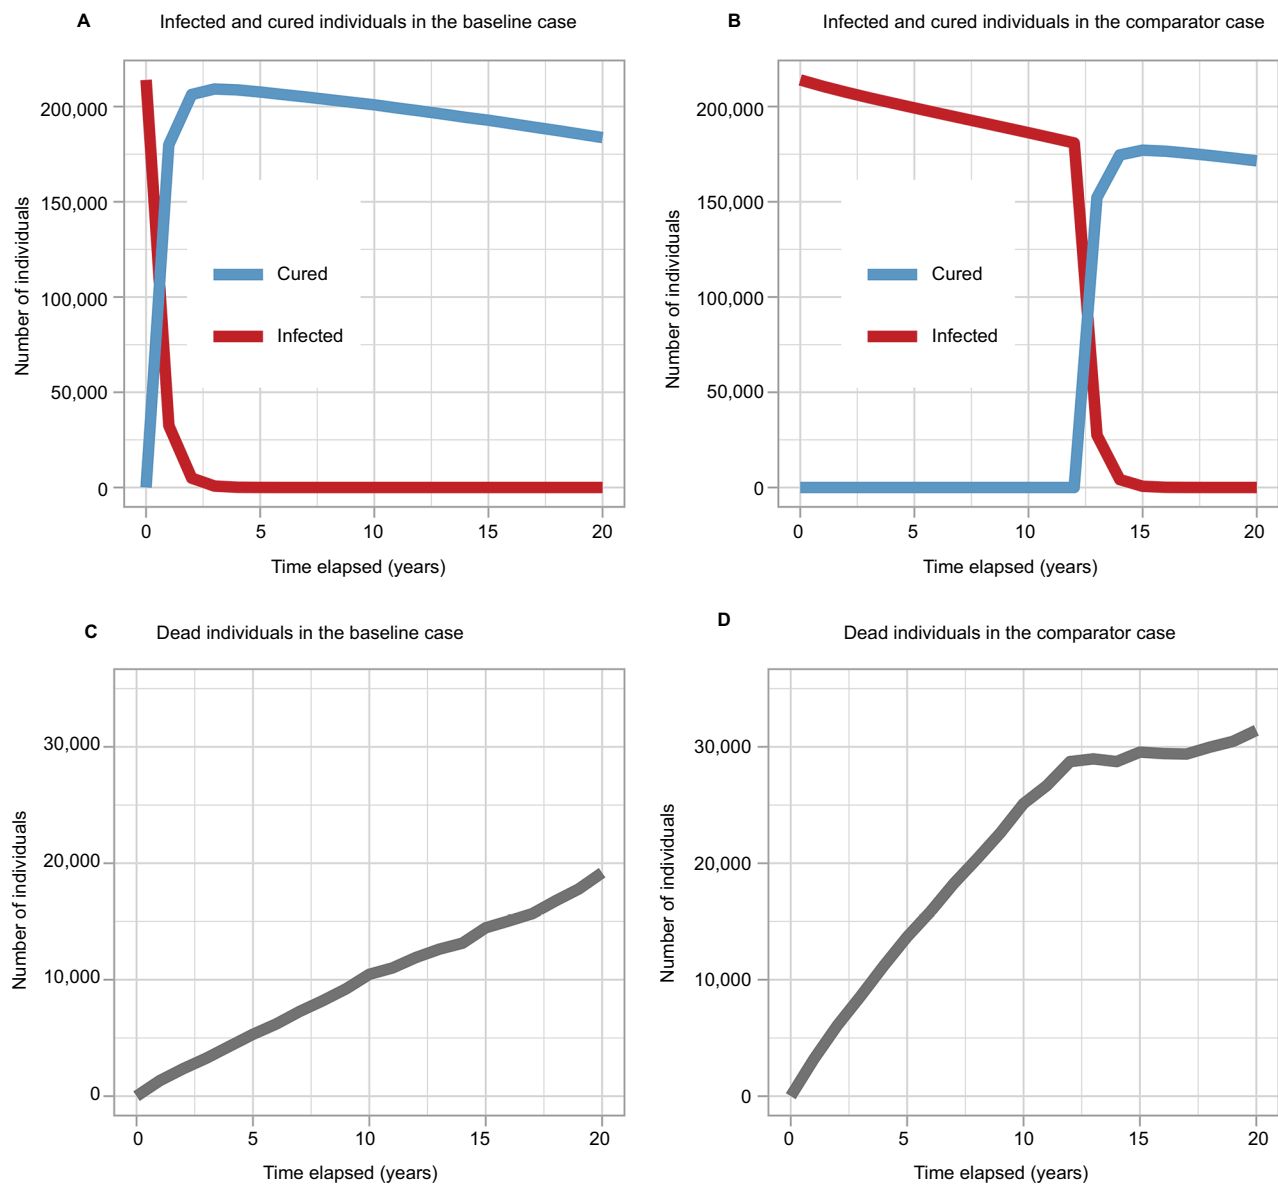 A Infected and cured individuals in the baseline case
Number of individuals
200,000
150,000
100,000
50,000
0
Cured
Infected
0 5 10 15 20
Time elapsed (years)
B Infected and cured individuals in the comparator case
Number of individuals
200,000
150,000
100,000
50,000
0
Cured
Infected
0 5 10 15 20
Time elapsed (years)
C Dead individuals in the baseline case
Number of individuals
30,000
20,000
10,000
0
0 5 10 15 20
Time elapsed (years)
D Dead individuals in the comparator case
Number of individuals
30,000
20,000
10,000
0
0 5 10 15 20
Time elapsed (years)